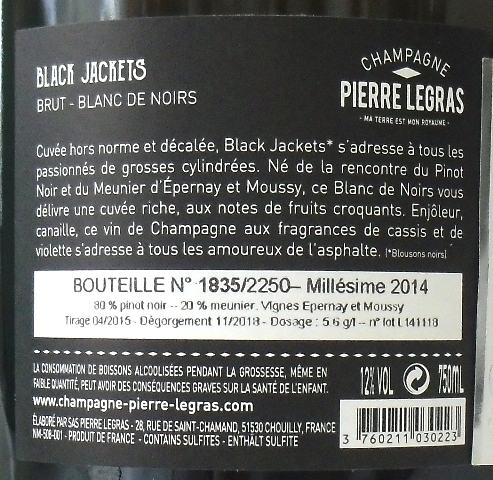 BLACK JACKETS
BRUT - BLANC DE NOIRS
CHAMPAGNE
PIERRE LEGRAS
- MA TERRE EST MON ROYAUME -
Cuvée hors norme et décalée, Black Jackets* s'adresse à tous les
passionnés de grosses cylindrées. Né de la rencontre du Pinot
Noir et du Meunier d'Épernay et Moussy, ce Blanc de Noirs vous
délivre une cuvée riche, aux notes de fruits croquants. Enjôleur,
canaille, ce vin de Champagne aux fragrances de cassis et de
violette s'adresse à tous les amoureux de l'asphalte. (*Blousons noirs)
BOUTEILLE N° 1835/2250– Millésime 2014
80 % pinot noir -- 20 % meunier. Vignes Epernay et Moussy
Tirage 04/2015 - Dégorgement 11/2018 - Dosage : 5.6 g/l -- n° lot L141118
LA CONSOMMATION DE BOISSONS ALCOOLISÉES PENDANT LA GROSSESSE, MÊME EN
FAIBLE QUANTITÉ, PEUT AVOIR DES CONSÉQUENCES GRAVES SUR LA SANTÉ DE L'ENFANT.
www.champagne-pierre-legras.com
12% VOL 750ML
ÉLABORÉ PAR SAS PIERRE LEGRAS - 28, RUE DE SAINT-CHAMAND, 51530 CHOUILLY, FRANCE
NM-508-001 - PRODUIT DE FRANCE - CONTAINS SULFITES - ENTHÄLT SULFITE
3 760211 030223